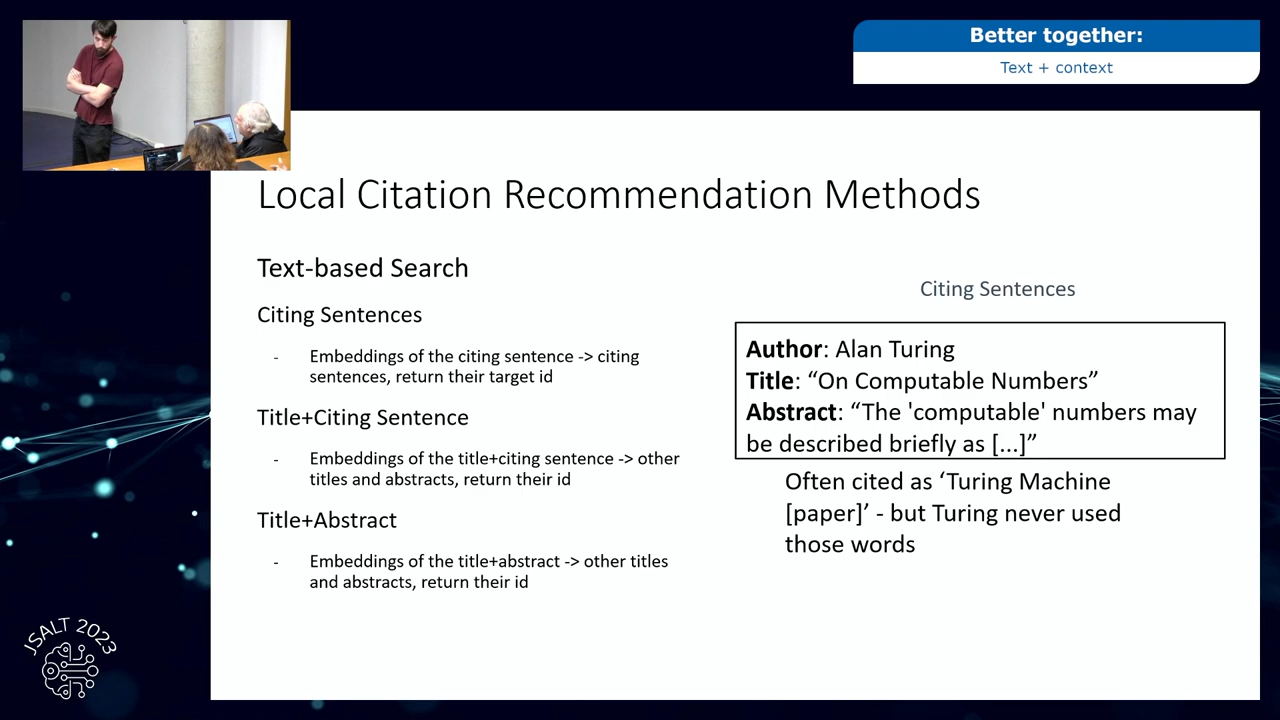 Better together:
Text + context
Local Citation Recommendation Methods
Text-based Search
Citing Sentences
- Embeddings of the citing sentence -> citing
sentences, return their target id
Title+Citing Sentence
- Embeddings of the title+citing sentence -> other
titles and abstracts, return their id
Title+Abstract
- Embeddings of the title+abstract -> other titles
and abstracts, return their id
Citing Sentences
Author: Alan Turing
Title: “On Computable Numbers”
Abstract: “The 'computable' numbers may
be described briefly as [...]”
Often cited as ‘Turing Machine
[paper]’ - but Turing never used
those words
JSALT 2023